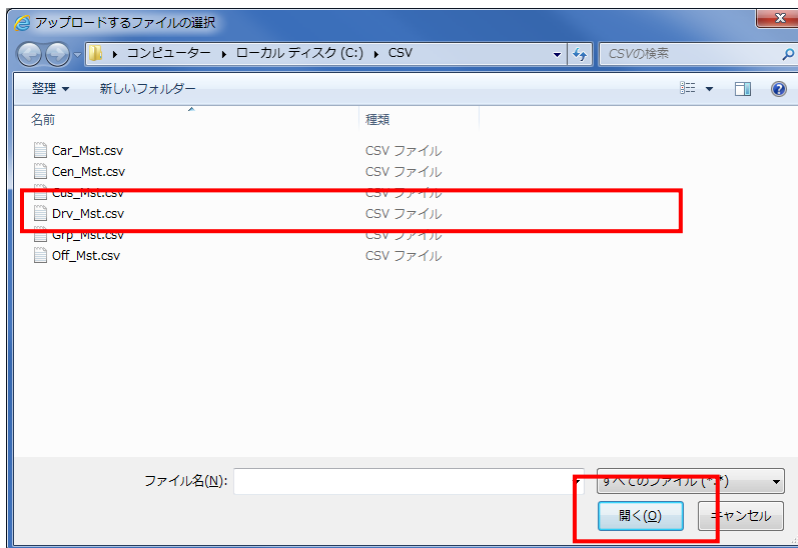 アップロードするファイルの選択
コンピューター ローカル ディスク (C:) CSV
CSVの検索
整理 新しいフォルダー
名前 種類
Car_Mst.csv CSV ファイル
Cen_Mst.csv CSV ファイル
Cus_Mst.csv CSV ファイル
Drv_Mst.csv CSV ファイル
Grp_Mst.csv CSV ファイル
Off_Mst.csv CSV ファイル
ファイル名(N):
すべてのファイル (*.*)
開く(O) キャンセル